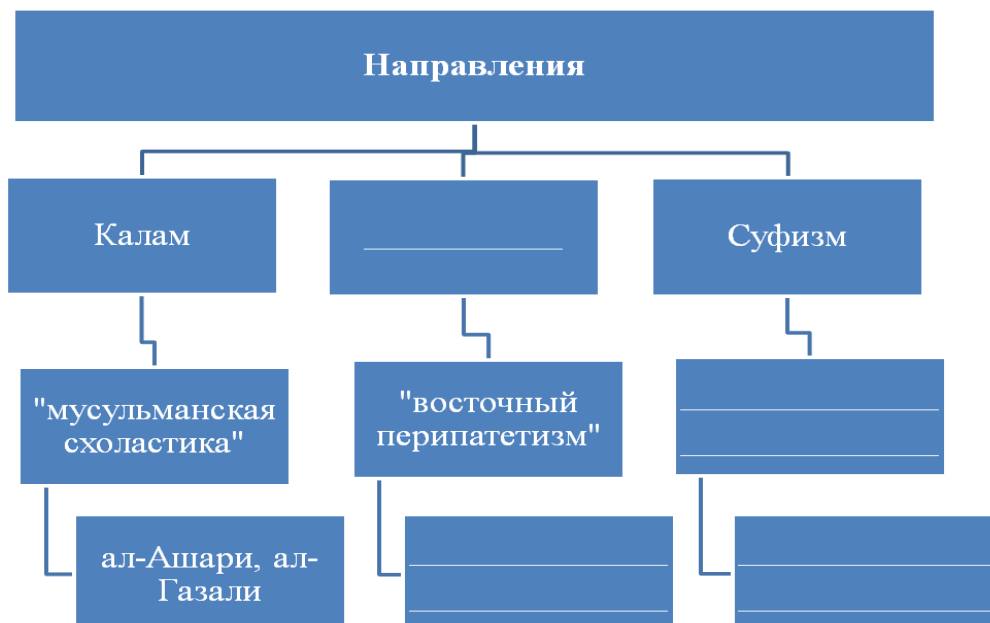 Направления
Калам
Суфизм
"мусульманская
схоластика"
"восточный
перипатетизм"
ал-Ашари, ал-
Газали